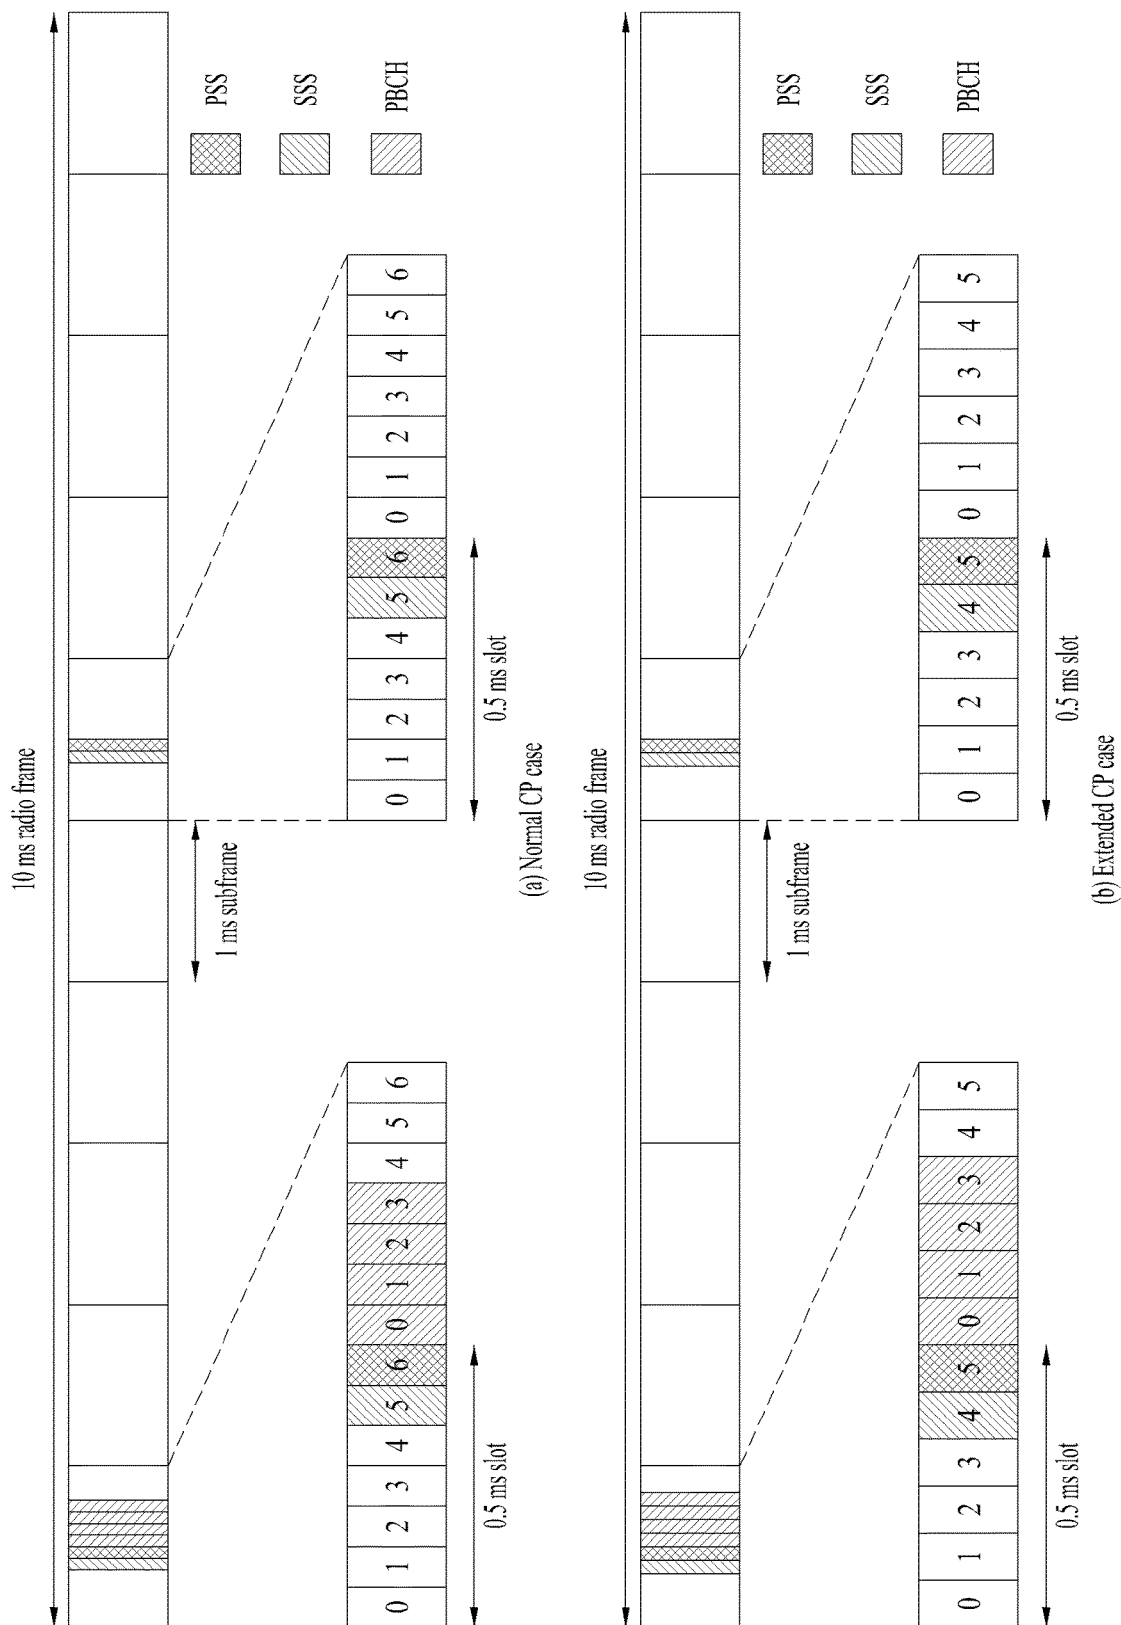 10 ms radio frame
1 ms subframe
PSS
SSS
PBCH
0 1 2 3 4 5 6 0 1 2 3 4 5 6
0 1 2 3 4 5 6 0 1 2 3 4 5 6
0.5 ms slot
0.5 ms slot
(a) Normal CP case
10 ms radio frame
1 ms subframe
PSS
SSS
PBCH
0 1 2 3 4 5 0 1 2 3 4 5
0 1 2 3 4 5 0 1 2 3 4 5
0.5 ms slot
0.5 ms slot
(b) Extended CP case